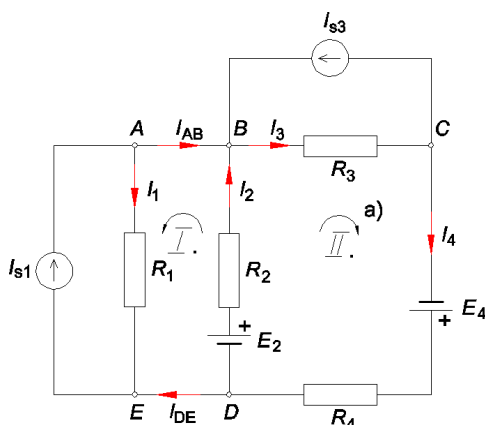 Is3
A IAB B I3 C
R3
I1 I2 a) I4
I. II.
Is1 R1 R2
+ E2 E4
+
E IDE D R4